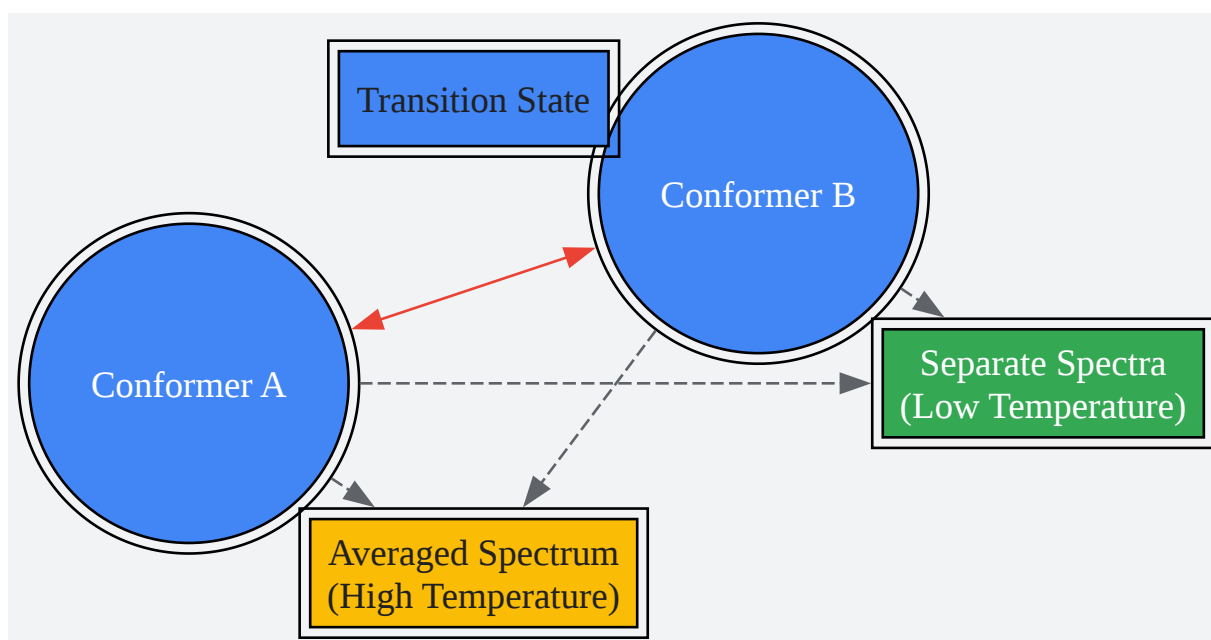 Transition State
Conformer B
Conformer A
Separate Spectra
(Low Temperature)
Averaged Spectrum
(High Temperature)